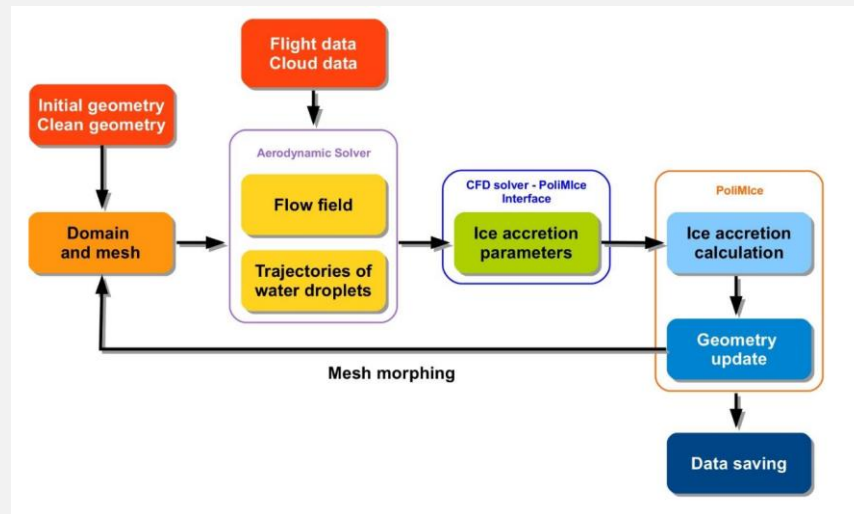 Flight data
Cloud data
Initial geometry
Clean geometry
Aerodynamic Solver
Flow field
Trajectories of
water droplets
Domain
and mesh
CFD solver - PoliMIce
Interface
Ice accretion
parameters
PoliMIce
Ice accretion
calculation
Geometry
update
Mesh morphing
Data saving